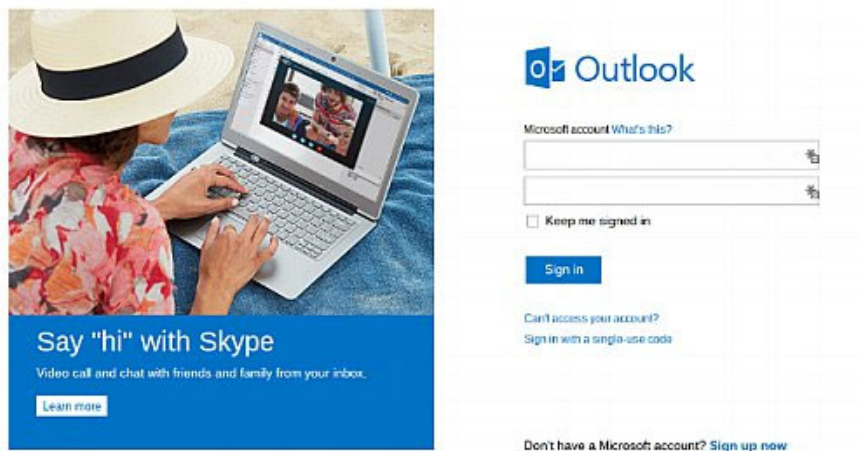 Outlook
Microsoft account What's this?
Keep me signed in
Sign in
Can't access your account?
Sign in with a single-use code
Say "hi" with Skype
Video call and chat with friends and family from your inbox.
Learn more
Don't have a Microsoft account? Sign up now